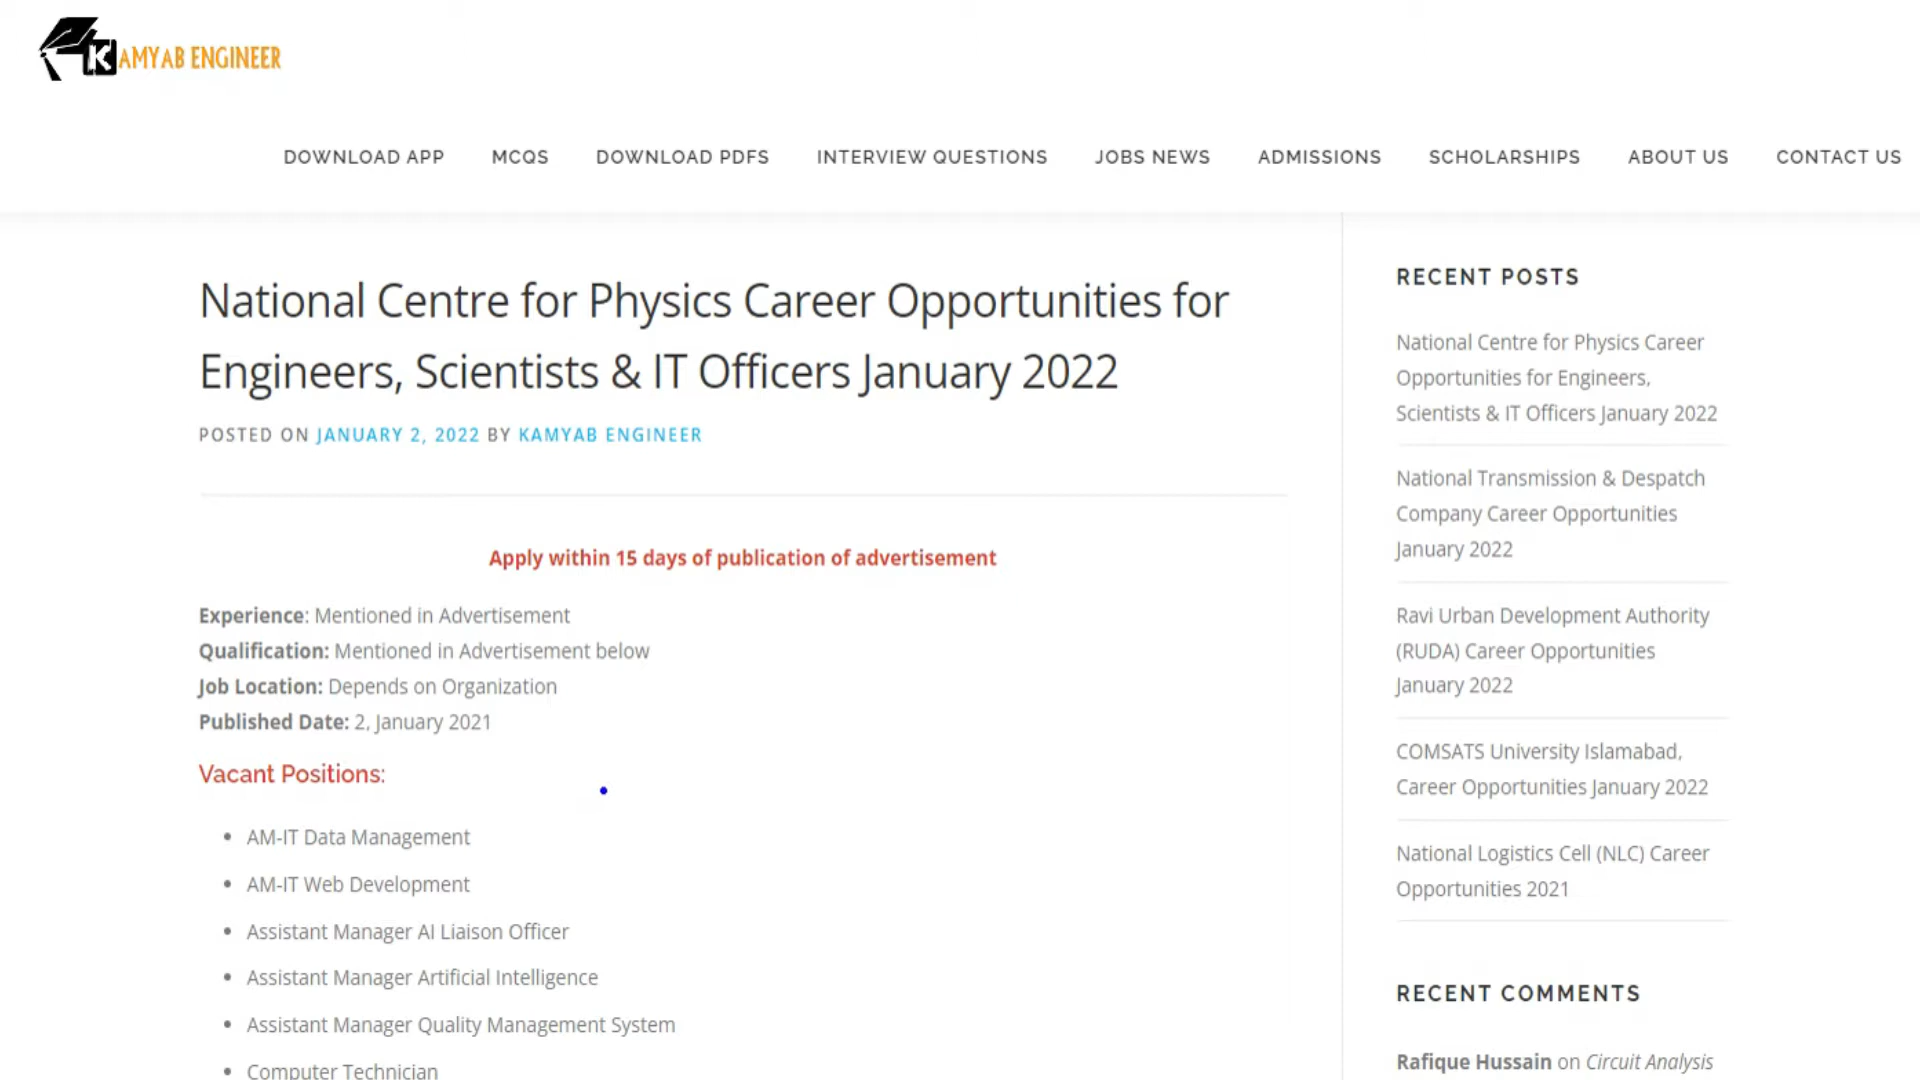 KAMYAB ENGINEER
DOWNLOAD APP MCQS DOWNLOAD PDFS INTERVIEW QUESTIONS JOBS NEWS ADMISSIONS SCHOLARSHIPS ABOUT US CONTACT US
National Centre for Physics Career Opportunities for
Engineers, Scientists & IT Officers January 2022
POSTED ON JANUARY 2, 2022 BY KAMYAB ENGINEER
Apply within 15 days of publication of advertisement
Experience: Mentioned in Advertisement
Qualification: Mentioned in Advertisement below
Job Location: Depends on Organization
Published Date: 2, January 2021
Vacant Positions:
AM-IT Data Management
AM-IT Web Development
Assistant Manager AI Liaison Officer
Assistant Manager Artificial Intelligence
Assistant Manager Quality Management System
Computer Technician
RECENT POSTS
National Centre for Physics Career
Opportunities for Engineers,
Scientists & IT Officers January 2022
National Transmission & Despatch
Company Career Opportunities
January 2022
Ravi Urban Development Authority
(RUDA) Career Opportunities
January 2022
COMSATS University Islamabad,
Career Opportunities January 2022
National Logistics Cell (NLC) Career
Opportunities 2021
RECENT COMMENTS
Rafique Hussain on Circuit Analysis